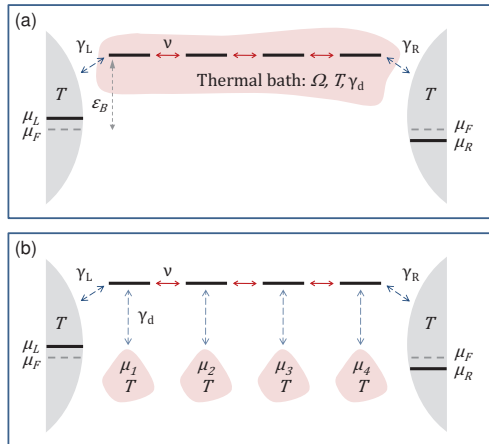 (a)
γL ν γR
Thermal bath: Ω, T, γd
T T
εB
μL
μF μF
μR
(b)
γL ν γR
γd
T T
μL
μF μF
μR
μ1 μ2 μ3 μ4
T T T T